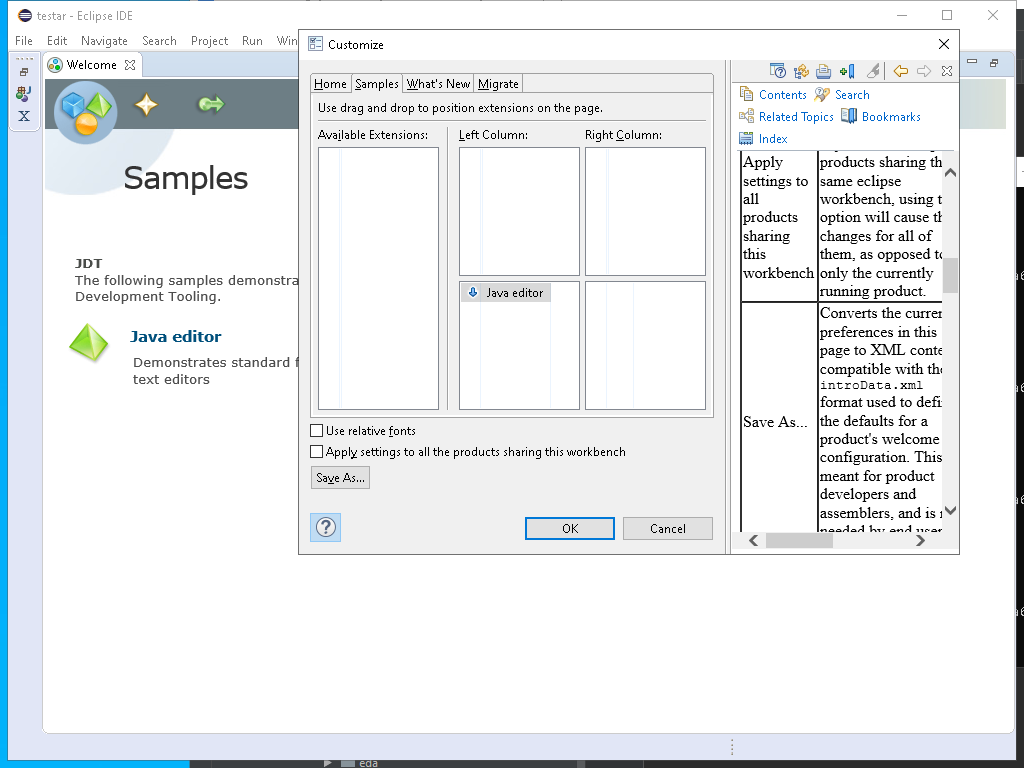 testar - Eclipse IDE
File Edit Navigate Search Project Run Win
Welcome
Samples
JDT
The following samples demonstra
Development Tooling.
Java editor
Demonstrates standard f
text editors
Customize
Home Samples What's New Migrate
Use drag and drop to position extensions on the page.
Available Extensions: Left Column: Right Column:
Java editor
Use relative fonts
Apply settings to all the products sharing this workbench
Save As...
OK Cancel
Contents Search
Related Topics Bookmarks
Index
Apply
settings to
all
products
sharing
this
workbench
products sharing th
same eclipse
workbench, using t
option will cause th
changes for all of
them, as opposed to
only the currently
running product.
Save As...
Converts the curren
preferences in this
page to XML conte
compatible with the
introData.xml
format used to defi
the defaults for a
product's welcome
configuration. This
meant for product
developers and
assemblers, and is n
needed by end user
eda